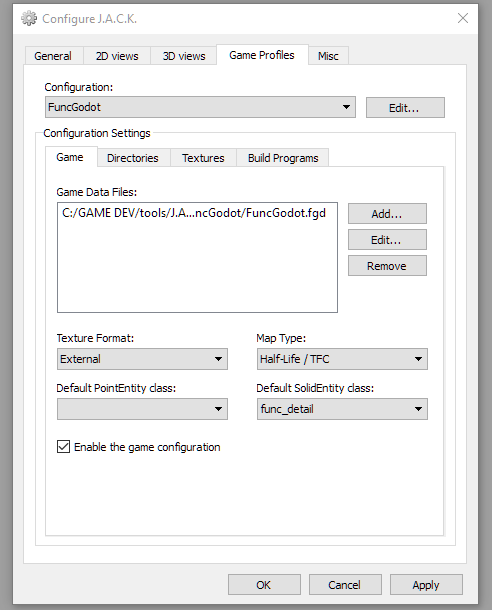 Configure J.A.C.K.
General 2D views 3D views Game Profiles Misc
Configuration:
FuncGodot Edit...
Configuration Settings
Game Directories Textures Build Programs
Game Data Files:
C:/GAME DEV/tools/J.A...ncGodot/FuncGodot.fgd Add...
Edit...
Remove
Texture Format: Map Type:
External Half-Life / TFC
Default PointEntity class: Default SolidEntity class:
func_detail
Enable the game configuration
OK Cancel Apply